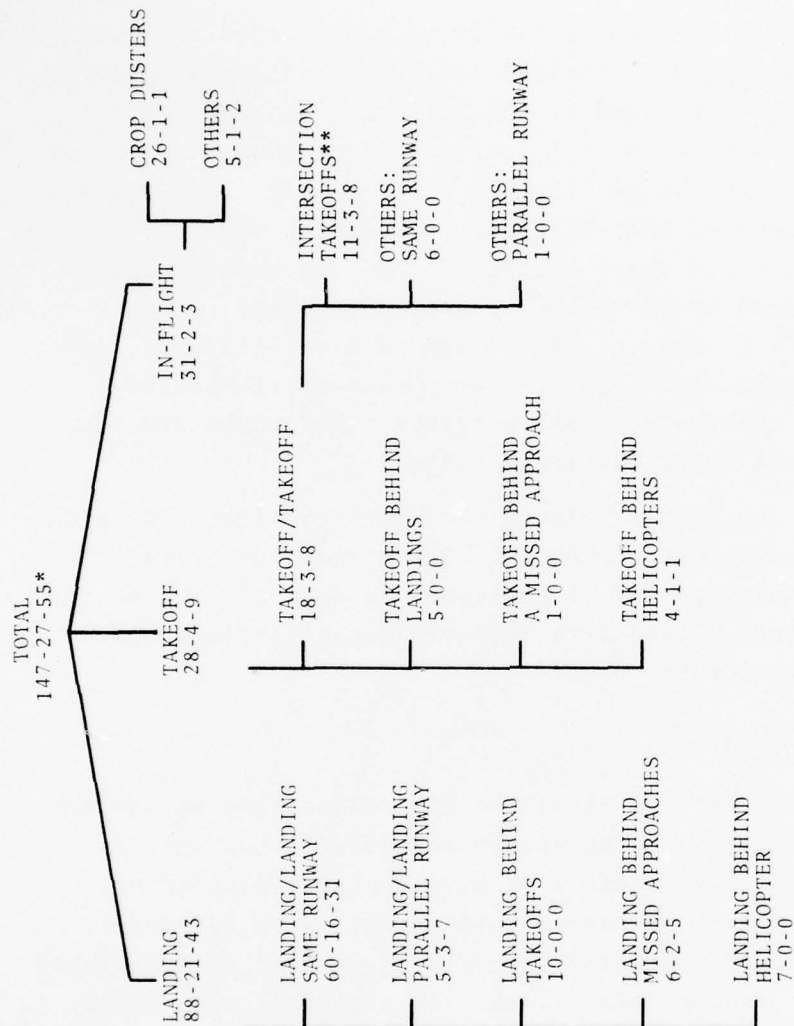 TOTAL
147-27-55*
LANDING
88-21-43
TAKEOFF
28-4-9
IN-FLIGHT
31-2-3
CROP DUSTERS
26-1-1
OTHERS
5-1-2
LANDING/LANDING
SAME RUNWAY
60-16-31
LANDING/LANDING
PARALLEL RUNWAY
5-3-7
LANDING BEHIND
TAKEOFFS
10-0-0
LANDING BEHIND
MISSED APPROACHES
6-2-5
LANDING BEHIND
HELICOPTER
7-0-0
TAKEOFF/TAKEOFF
18-3-8
TAKEOFF BEHIND
LANDINGS
5-0-0
TAKEOFF BEHIND
A MISSED APPROACH
1-0-0
TAKEOFF BEHIND
HELICOPTERS
4-1-1
INTERSECTION
TAKEOFFS**
11-3-8
OTHERS:
SAME RUNWAY
6-0-0
OTHERS:
PARALLEL RUNWAY
1-0-0